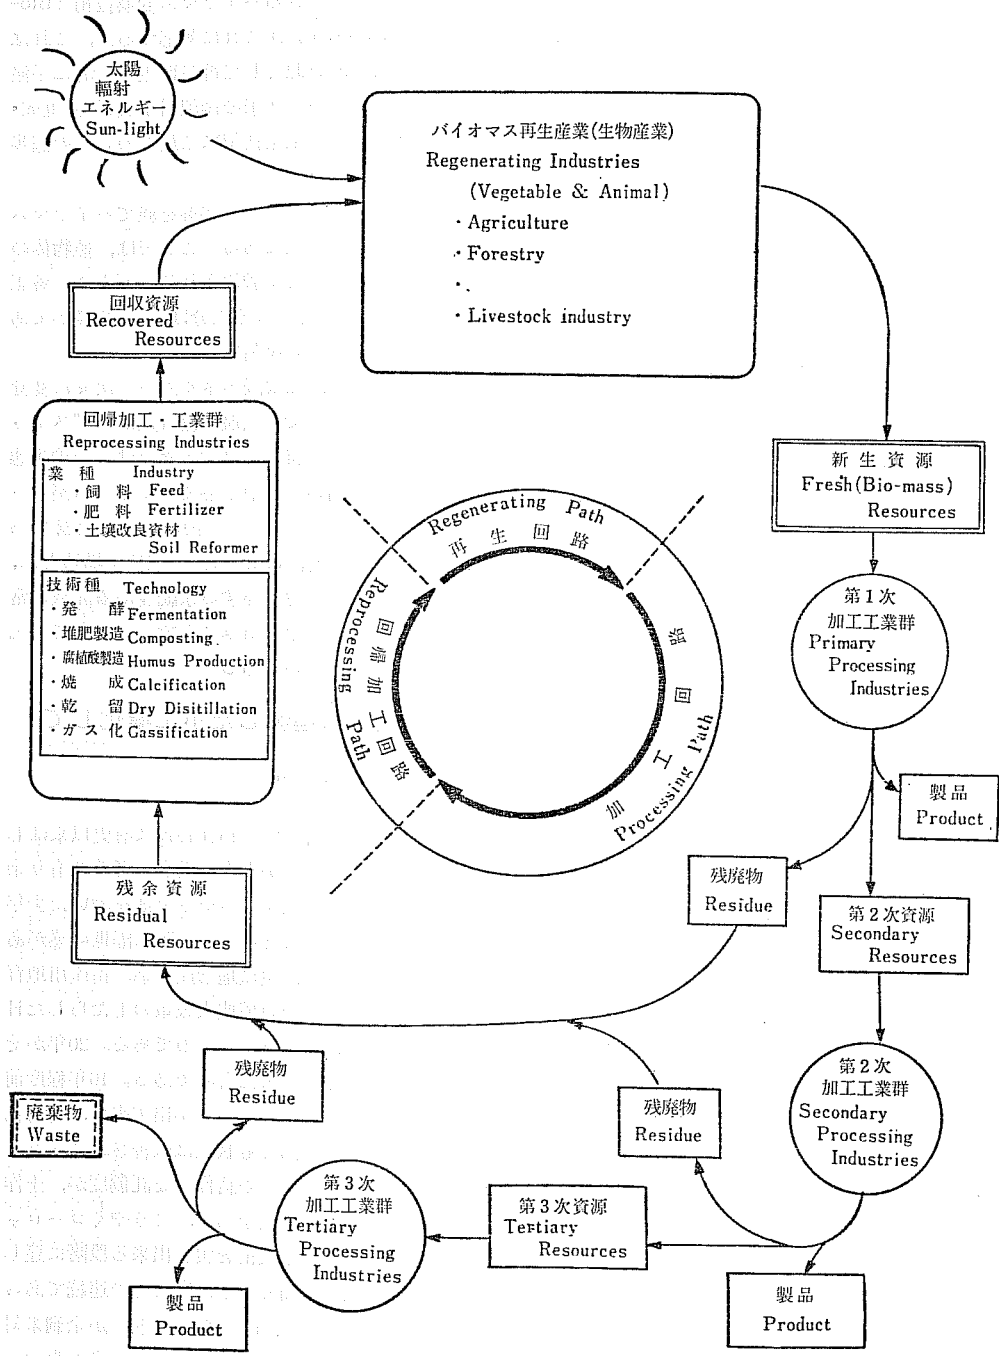 太陽
輻射
エネルギー
Sun-light
バイオマス再生産業(生物産業)
Regenerating Industries
(Vegetable & Animal)
・Agriculture
・Forestry
・
・Livestock industry
回収資源
Recovered
Resources
回帰加工・工業群
Reprocessing Industries
業種 Industry
・飼料 Feed
・肥料 Fertilizer
・土壌改良資材
Soil Reformer
技術種 Technology
・発酵 Fermentation
・堆肥製造 Composting
・腐植酸製造 Humus Production
・焼成 Calcification
・乾留 Dry Disitillation
・ガス化 Gassification
残余資源
Residual
Resources
Regenerating Path
再生回路
Reprocessing Path
回帰加工回路
Processing Path
加工回路
新生資源
Fresh(Bio-mass)
Resources
第1次
加工工業群
Primary
Processing
Industries
製品
Product
残廃物
Residue
第2次資源
Secondary
Resources
第2次
加工工業群
Secondary
Processing
Industries
残廃物
Residue
製品
Product
第3次資源
Tertiary
Resources
第3次
加工工業群
Tertiary
Processing
Industries
残廃物
Residue
廃棄物
Waste
製品
Product